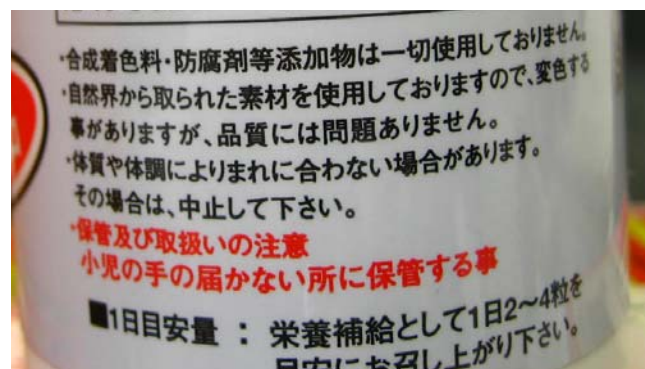 ・合成着色料・防腐剤等添加物は一切使用しておりません。
・自然界から取られた素材を使用しておりますので、変色する
事がありますが、品質には問題ありません。
・体質や体調によりまれに合わない場合があります。
その場合は、中止して下さい。
・保管及び取扱いの注意
小児の手の届かない所に保管する事
■1日目安量 : 栄養補給として1日2〜4粒を
目安にお召し上がり下さい。